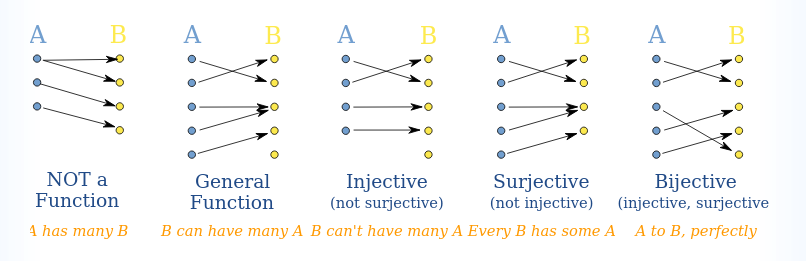 A B A B A B A B A B
NOT a
Function
General
Function
Injective
(not surjective)
Surjective
(not injective)
Bijective
(injective, surjective
A has many B
B can have many A
B can't have many A
Every B has some A
A to B, perfectly